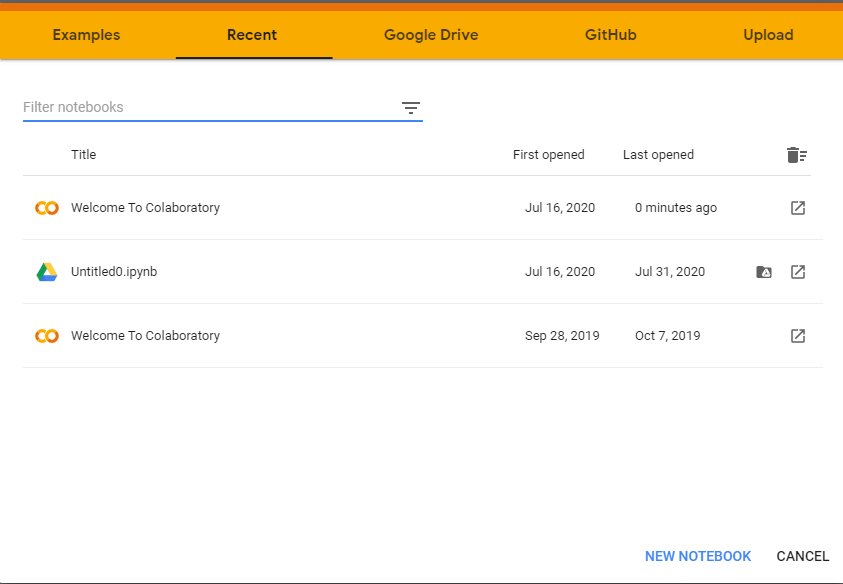 Examples Recent Google Drive GitHub Upload
Filter notebooks
Title First opened Last opened
Welcome To Colaboratory Jul 16, 2020 0 minutes ago
Untitled0.ipynb Jul 16, 2020 Jul 31, 2020
Welcome To Colaboratory Sep 28, 2019 Oct 7, 2019
NEW NOTEBOOK CANCEL